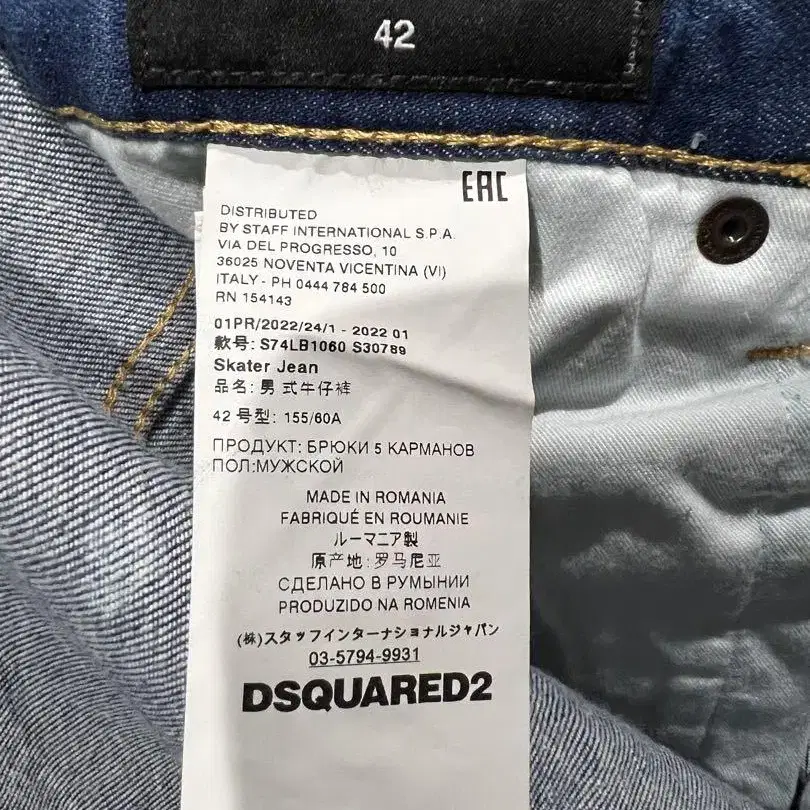 42
EAC
DISTRIBUTED
BY STAFF INTERNATIONAL S.P.A.
VIA DEL PROGRESSO, 10
36025 NOVENTA VICENTINA (VI)
ITALY - PH 0444 784 500
RN 154143
01PR/2022/24/1 - 2022 01
款号: S74LB1060 S30789
Skater Jean
品名: 男 式牛仔裤
42 号型: 155/60A
ПРОДУКТ: БРЮКИ 5 КАРМАНОВ
ПОЛ:МУЖСКОЙ
MADE IN ROMANIA
FABRIQUÉ EN ROUMANIE
ルーマニア製
原产地:罗马尼亚
СДЕЛАНО В РУМЫНИИ
PRODUZIDO NA ROMENIA
(株)スタッフインターナショナルジャパン
03-5794-9931
DSQUARED2